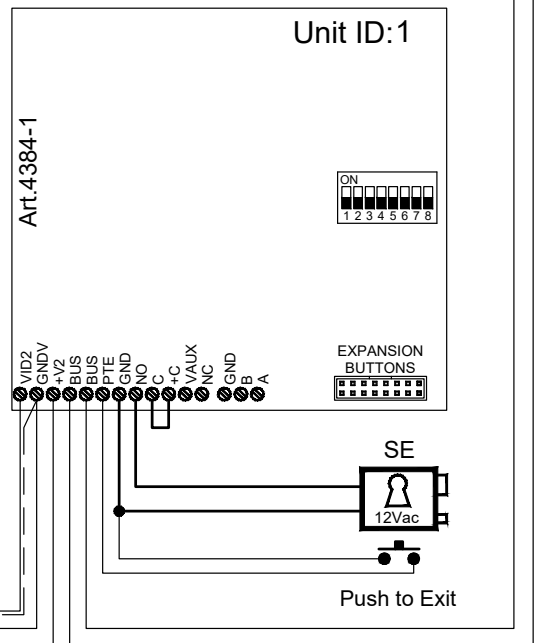 Unit ID:1
Art.4384-1
ON
1 2 3 4 5 6 7 8
VID2
GNDV
+V2
BUS
BUS
PTE
GND
NO
C
+C
VAUX
NC
GND
B
A
EXPANSION
BUTTONS
SE
12Vac
Push to Exit